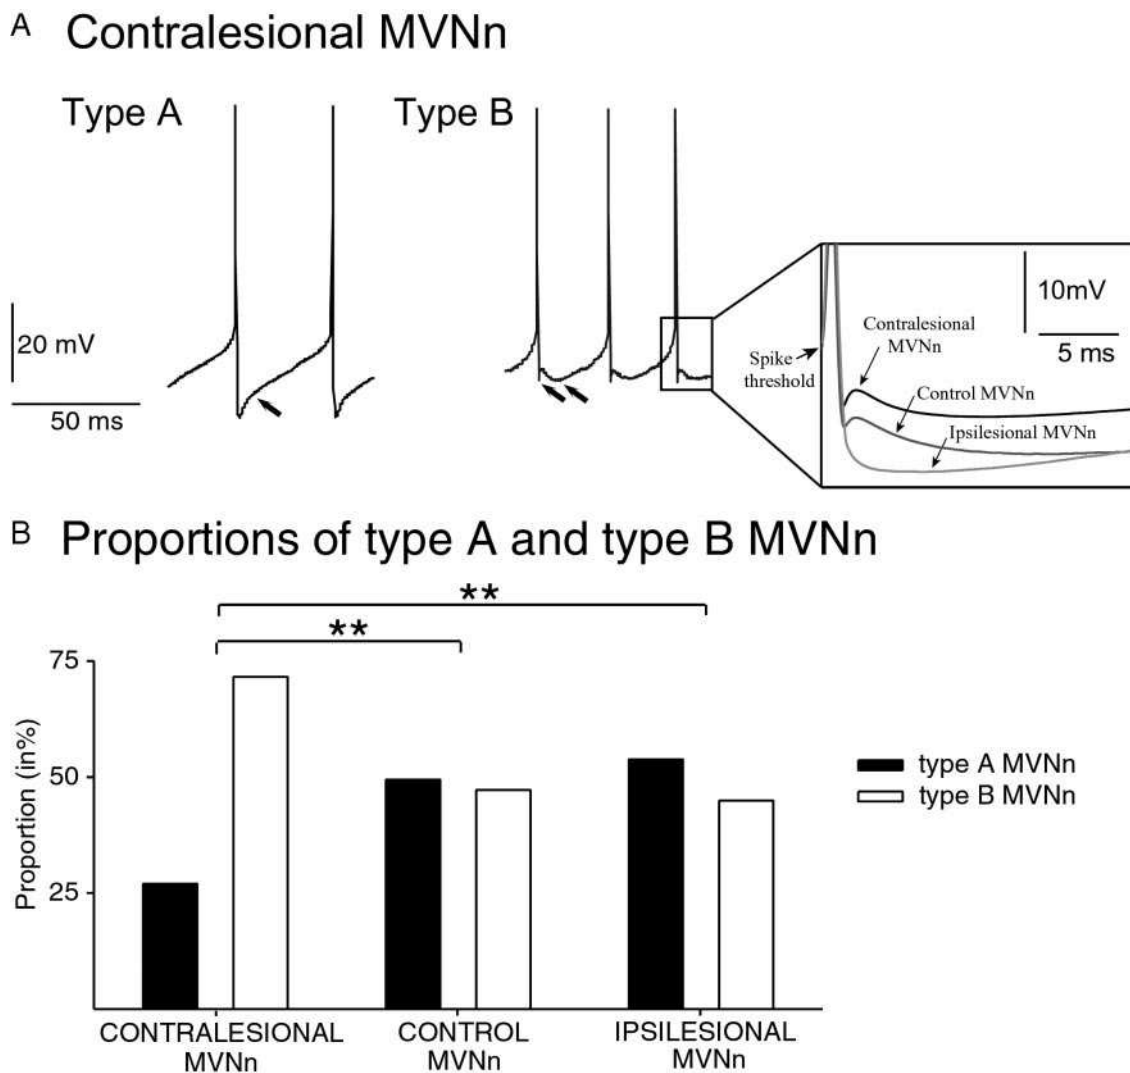 A Contralesional MVNn
Type A
Type B
20 mV
50 ms
10mV
5 ms
Spike
threshold
Contralesional
MVNn
Control MVNn
Ipsilesional MVNn
B Proportions of type A and type B MVNn
**
**
Proportion (in%)
75
50
25
CONTRALESIONAL
MVNn
CONTROL
MVNn
IPSILESIONAL
MVNn
type A MVNn
type B MVNn